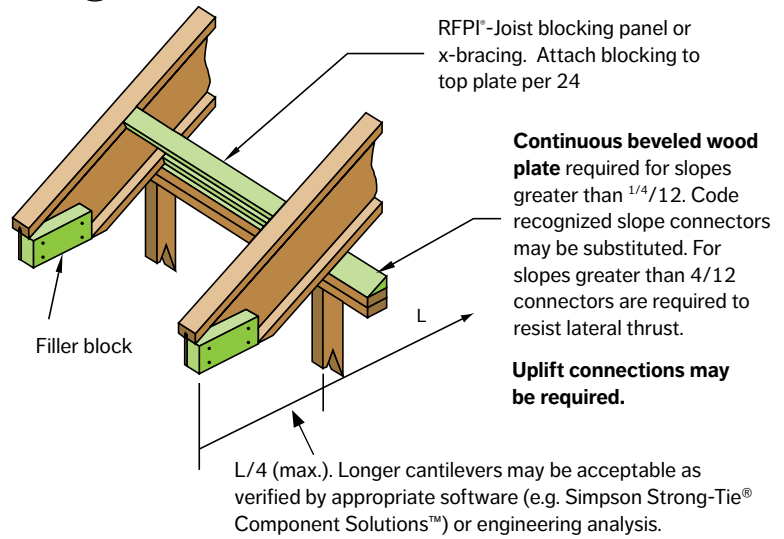 RFPI®-Joist blocking panel or
x-bracing.  Attach blocking to
top plate per 24
Continuous beveled wood
plate required for slopes
greater than 1/4/12. Code
recognized slope connectors
may be substituted. For
slopes greater than 4/12
connectors are required to
resist lateral thrust.
Uplift connections may
be required.
L
Filler block
L/4 (max.). Longer cantilevers may be acceptable as
verified by appropriate software (e.g. Simpson Strong-Tie®
Component Solutions™) or engineering analysis.